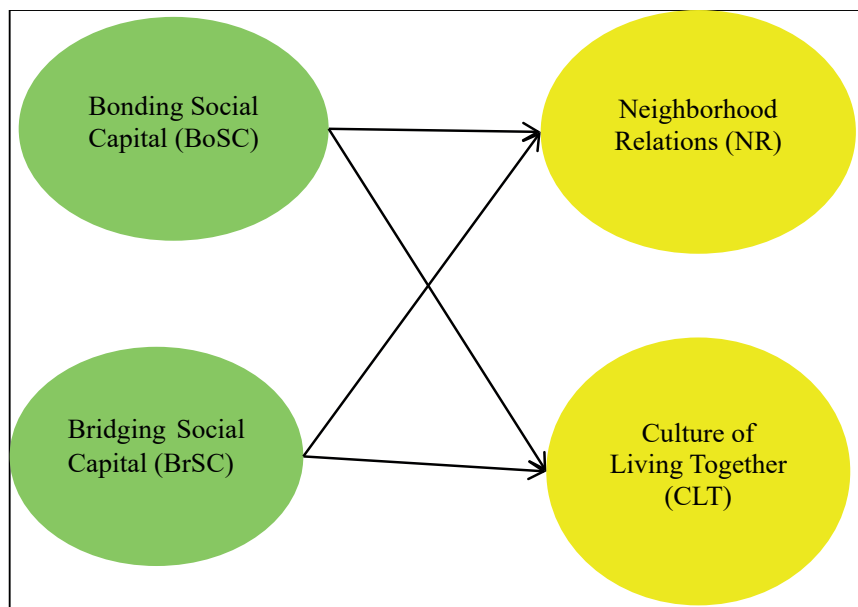 Bonding Social
Capital (BoSC)
Neighborhood
Relations (NR)
Bridging Social
Capital (BrSC)
Culture of
Living Together
(CLT)